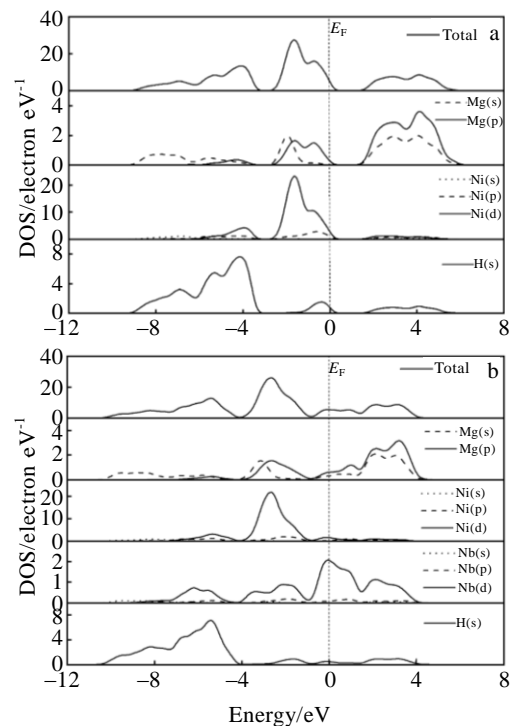 40
20
0
E_F
Total
a
4
2
0
Mg(s)
Mg(p)
20
10
0
Ni(s)
Ni(p)
Ni(d)
8
4
0
H(s)
−12
−8
−4
0
4
8
DOS/electron eV⁻¹
40
20
0
E_F
Total
b
4
2
0
Mg(s)
Mg(p)
20
10
0
Ni(s)
Ni(p)
Ni(d)
2
1
0
Nb(s)
Nb(p)
Nb(d)
8
4
0
H(s)
−12
−8
−4
0
4
8
DOS/electron eV⁻¹
Energy/eV